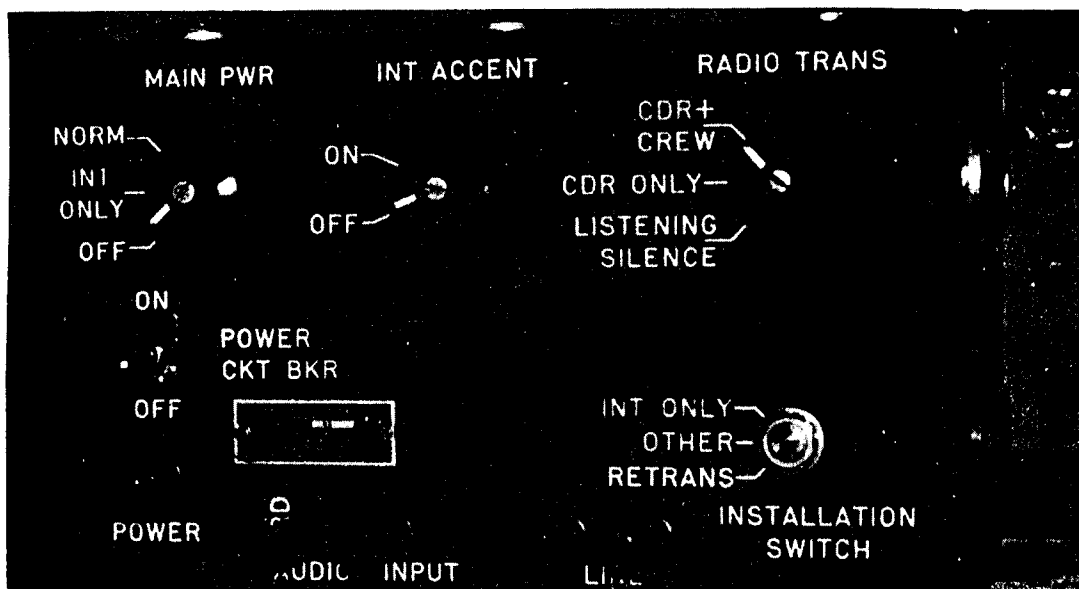 MAIN PWR
INT ACCENT
RADIO TRANS
NORM
INT
ONLY
OFF
ON
OFF
CDR+
CREW
CDR ONLY
LISTENING
SILENCE
ON
OFF
POWER
CKT BKR
INT ONLY
OTHER
RETRANS
INSTALLATION
SWITCH
POWER
AUDIO INPUT